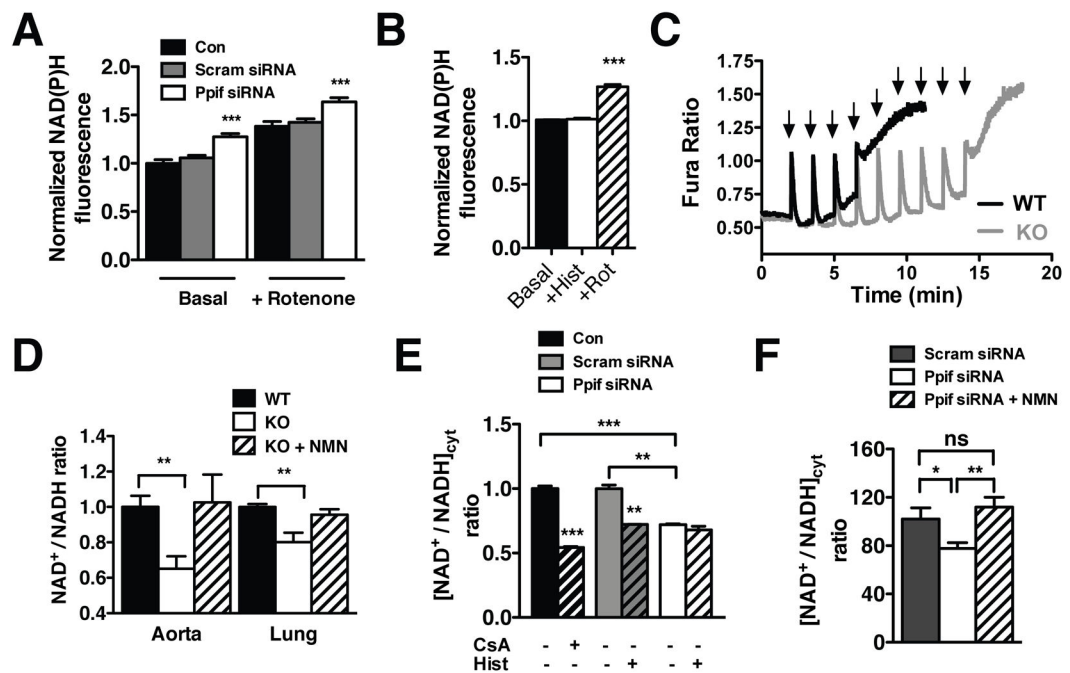 A
Con
Scram siRNA
Ppif siRNA
Normalized NAD(P)H
fluorescence
2.0
1.5
1.0
0.5
0.0
***
***
Basal
+ Rotenone
B
Normalized NAD(P)H
fluorescence
1.5
1.0
0.5
0.0
***
Basal
+Hist
+Rot
C
Fura Ratio
1.75
1.50
1.25
1.00
0.75
0.50
WT
KO
0
5
10
15
20
Time (min)
D
WT
KO
KO + NMN
NAD+ / NADH ratio
1.4
1.2
1.0
0.8
0.6
0.4
**
**
Aorta
Lung
E
Con
Scram siRNA
Ppif siRNA
[NAD+ / NADH]cyt
ratio
1.5
1.0
0.5
0.0
***
**
***
**
CsA - + - - - -
Hist - - - + - +
F
Scram siRNA
Ppif siRNA
Ppif siRNA + NMN
[NAD+ / NADH]cyt
ratio
160
120
80
40
0
ns
*
**